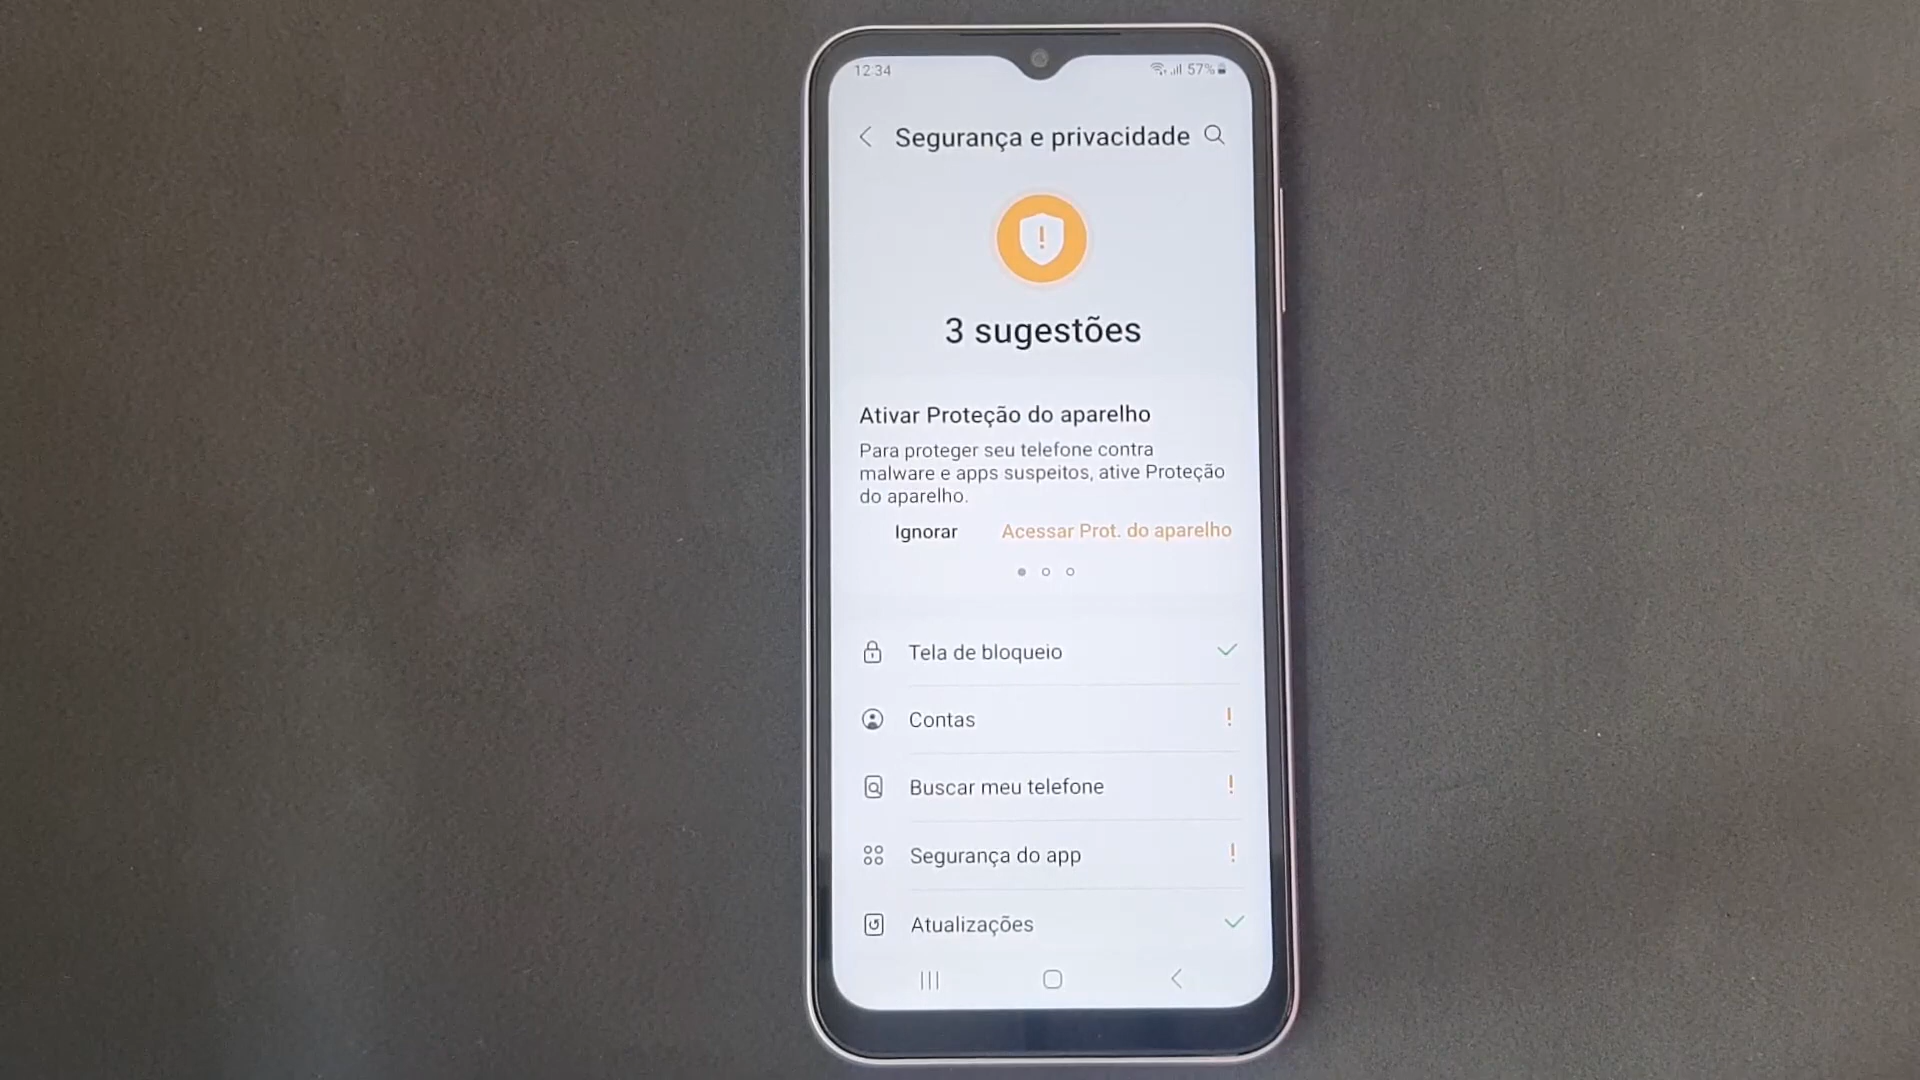 12:34
57%
Segurança e privacidade
3 sugestões
Ativar Proteção do aparelho
Para proteger seu telefone contra
malware e apps suspeitos, ative Proteção
do aparelho.
Ignorar Acessar Prot. do aparelho
Tela de bloqueio
Contas
Buscar meu telefone
Segurança do app
Atualizações